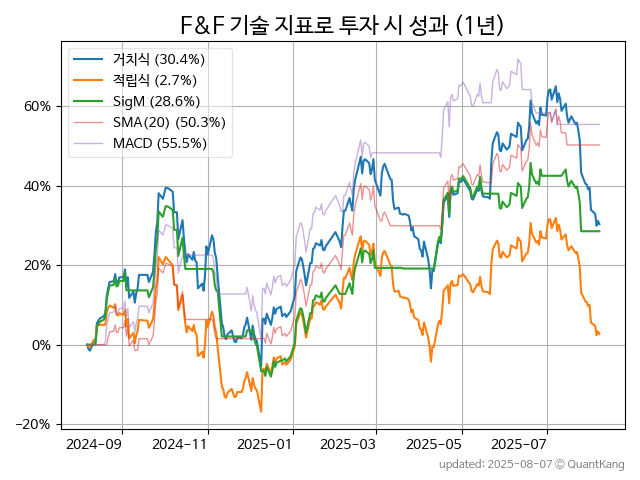 F&F 기술 지표로 투자 시 성과 (1년)
거치식 (30.4%)
적립식 (2.7%)
SigM (28.6%)
SMA(20) (50.3%)
MACD (55.5%)
60%
40%
20%
0%
−20%
2024-09 2024-11 2025-01 2025-03 2025-05 2025-07
updated: 2025-08-07 © QuantKang